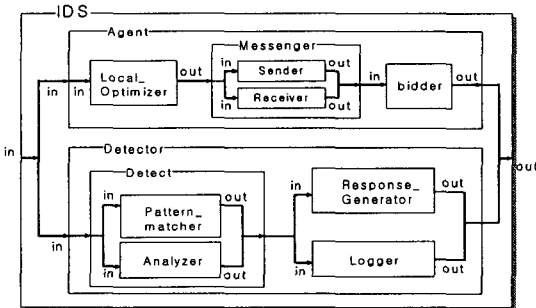 IDS
Agent
Messenger
in
in
Local_
Optimizer
out
in
Sender
out
in
Receiver
out
in
bidder
out
in
out
Detector
Detect
in
in
Pattern_
matcher
out
in
Analyzer
out
in
Response_
Generator
out
in
Logger
out